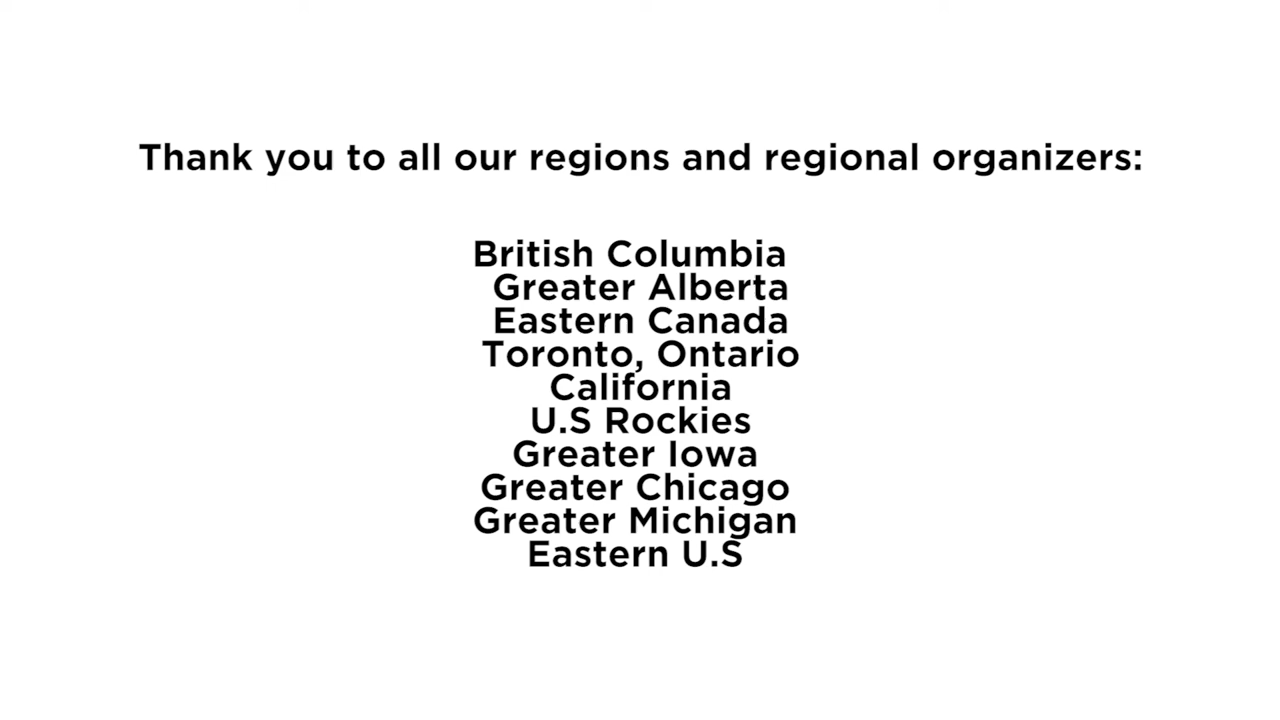 Thank you to all our regions and regional organizers:
British Columbia
Greater Alberta
Eastern Canada
Toronto, Ontario
California
U.S Rockies
Greater Iowa
Greater Chicago
Greater Michigan
Eastern U.S